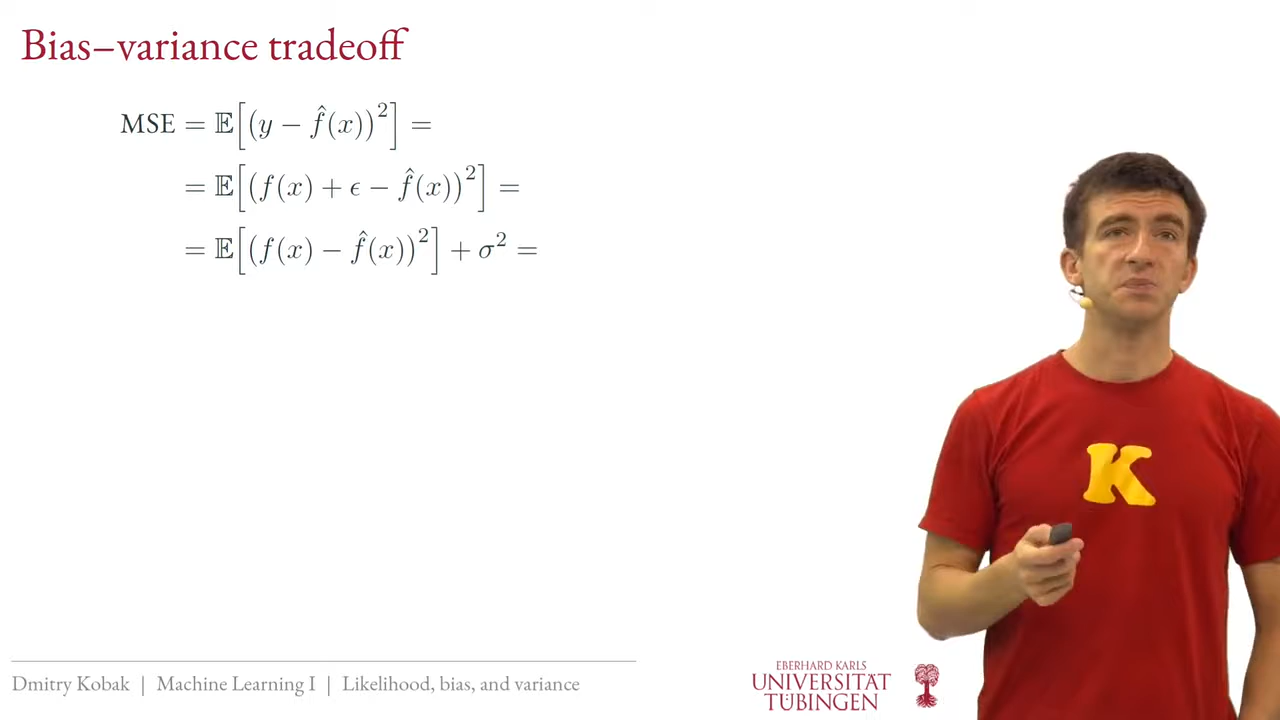 Bias–variance tradeoff
MSE = 𝔼[(y − f̂(x))²] =
= 𝔼[(f(x) + ϵ − f̂(x))²] =
= 𝔼[(f(x) − f̂(x))²] + σ² =
K
Dmitry Kobak | Machine Learning I | Likelihood, bias, and variance
EBERHARD KARLS
UNIVERSITÄT
TÜBINGEN